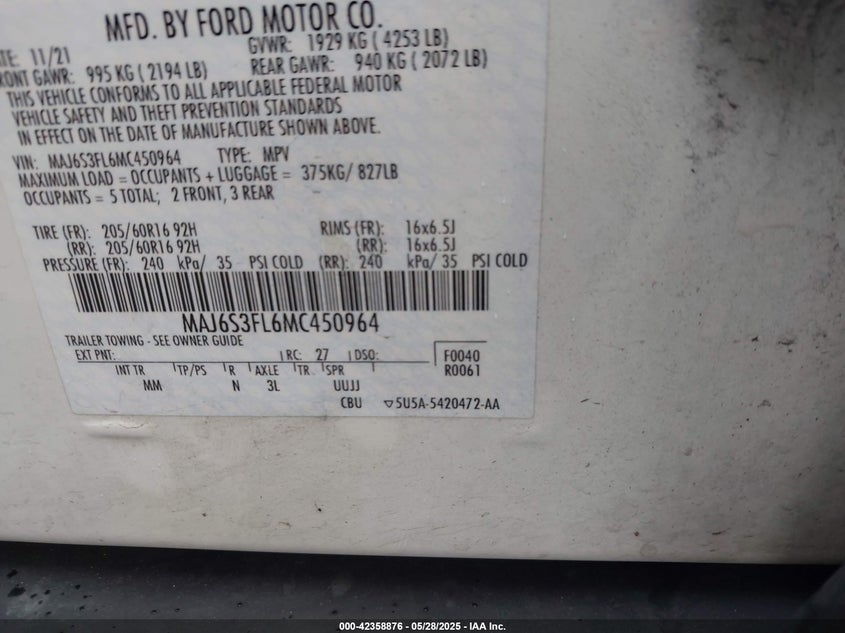 MFD. BY FORD MOTOR CO.
ATE: 11/21 GVWR: 1929 KG ( 4253 LB)
RONT GAWR: 995 KG ( 2194 LB) REAR GAWR: 940 KG ( 2072 LB)
THIS VEHICLE CONFORMS TO ALL APPLICABLE FEDERAL MOTOR
VEHICLE SAFETY AND THEFT PREVENTION STANDARDS
IN EFFECT ON THE DATE OF MANUFACTURE SHOWN ABOVE.
VIN: MAJ6S3FL6MC450964 TYPE: MPV
MAXIMUM LOAD = OCCUPANTS + LUGGAGE = 375KG/ 827LB
OCCUPANTS = 5 TOTAL; 2 FRONT, 3 REAR
TIRE (FR): 205/60R16 92H RIMS (FR): 16x6.5J
(RR): 205/60R16 92H (RR): 16x6.5J
PRESSURE (FR): 240 kPa/ 35 PSI COLD (RR): 240 kPa/ 35 PSI COLD
MAJ6S3FL6MC450964
TRAILER TOWING - SEE OWNER GUIDE
EXT PNT: RC: 27 DSO: F0040
INT TR TP/PS R AXLE TR SPR R0061
MM N 3L UUJJ
CBU ▽5U5A-5420472-AA
000-42358876 - 05/28/2025 - IAA Inc.